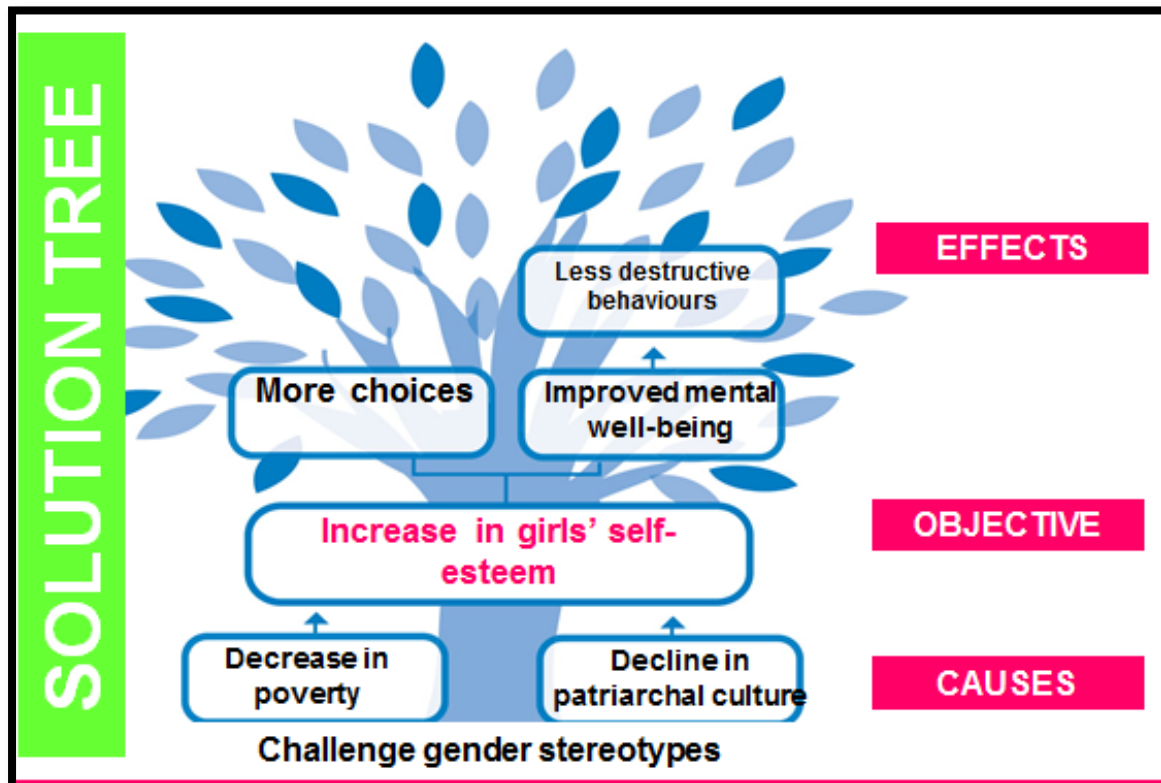 SOLUTION TREE
EFFECTS
Less destructive
behaviours
More choices
Improved mental
well-being
OBJECTIVE
Increase in girls’ self-
esteem
Decrease in
poverty
Decline in
patriarchal culture
CAUSES
Challenge gender stereotypes